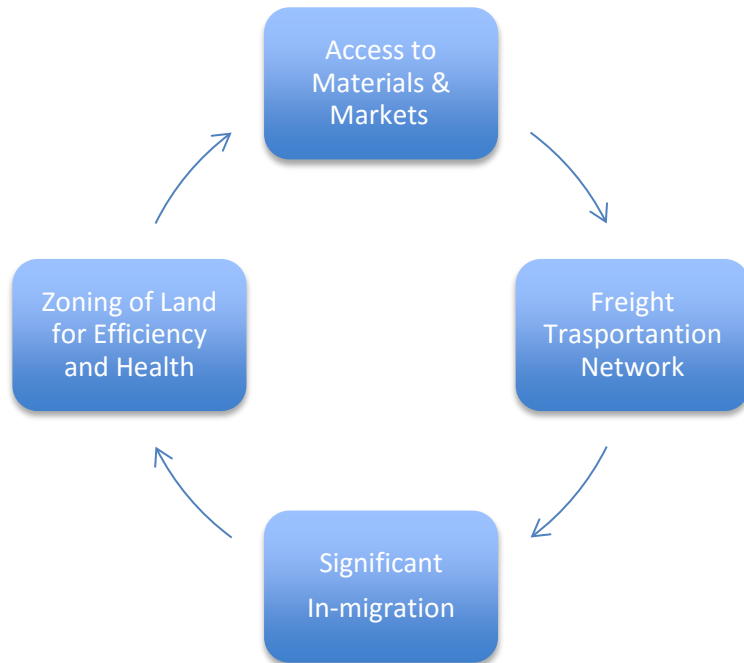 Access to
Materials &
Markets
Freight
Trasportantion
Network
Significant
In-migration
Zoning of Land
for Efficiency
and Health